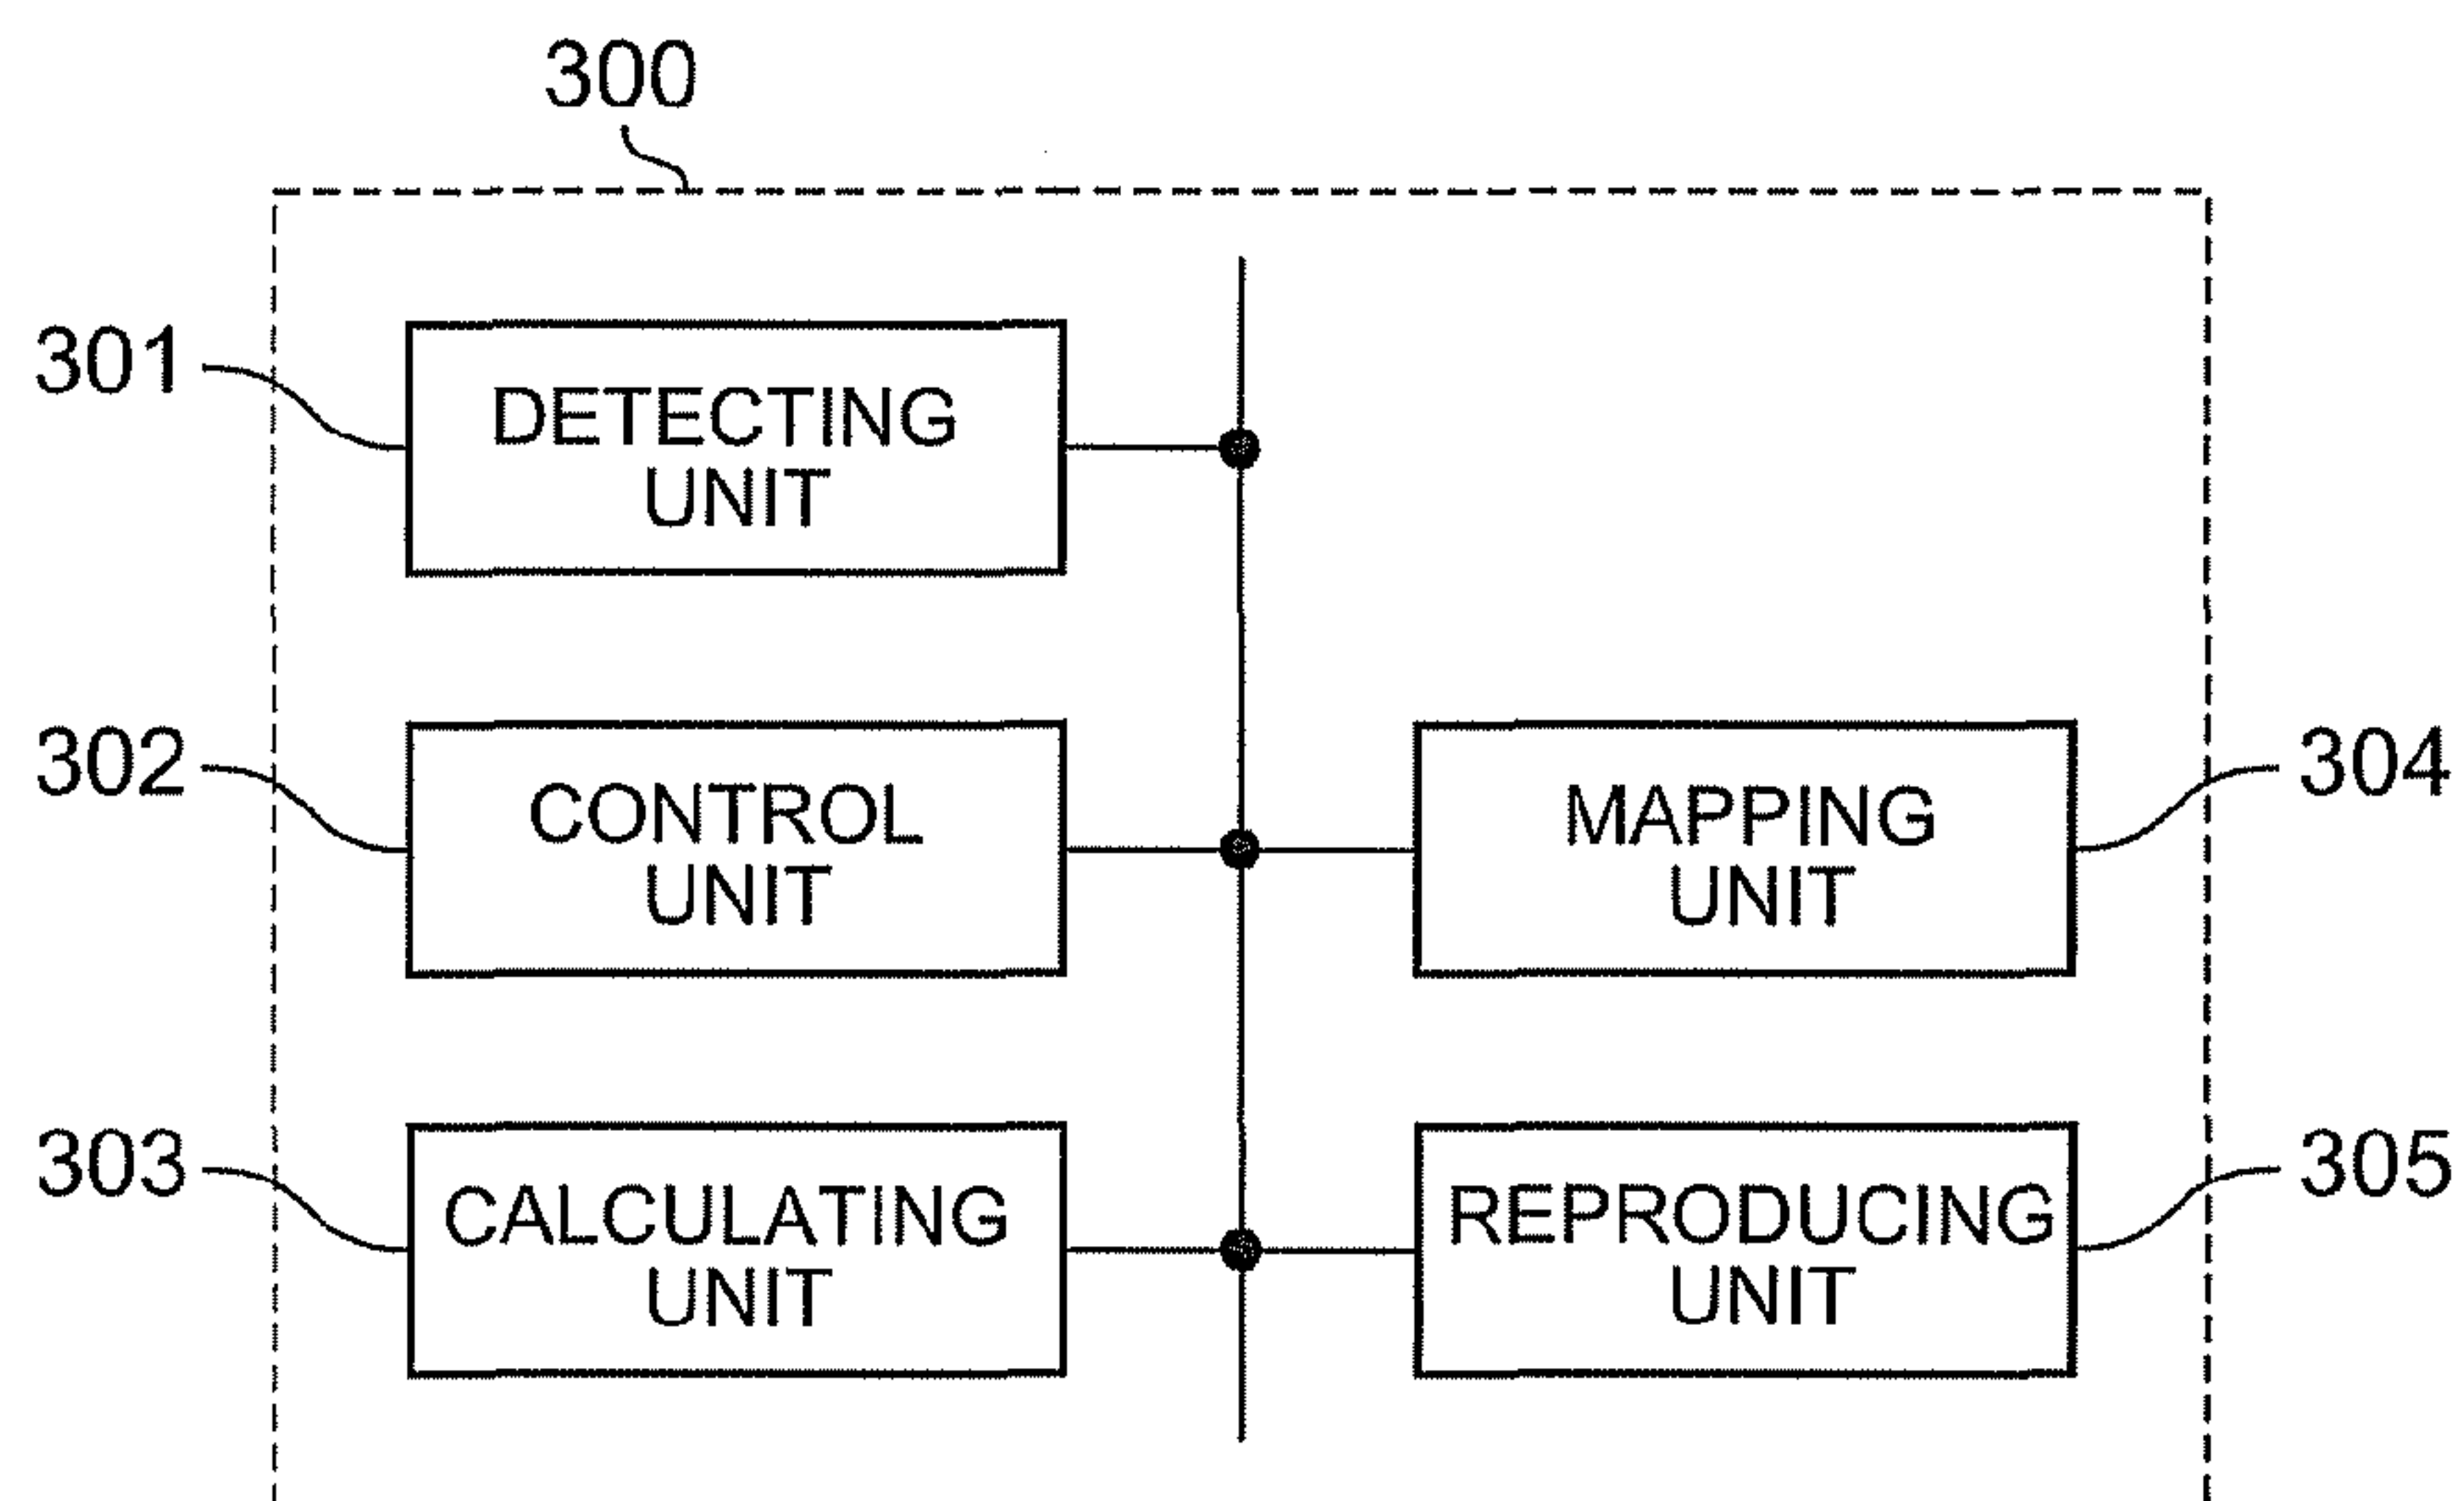 300
301
DETECTING
UNIT
302
CONTROL
UNIT
MAPPING
UNIT
304
303
CALCULATING
UNIT
REPRODUCING
UNIT
305